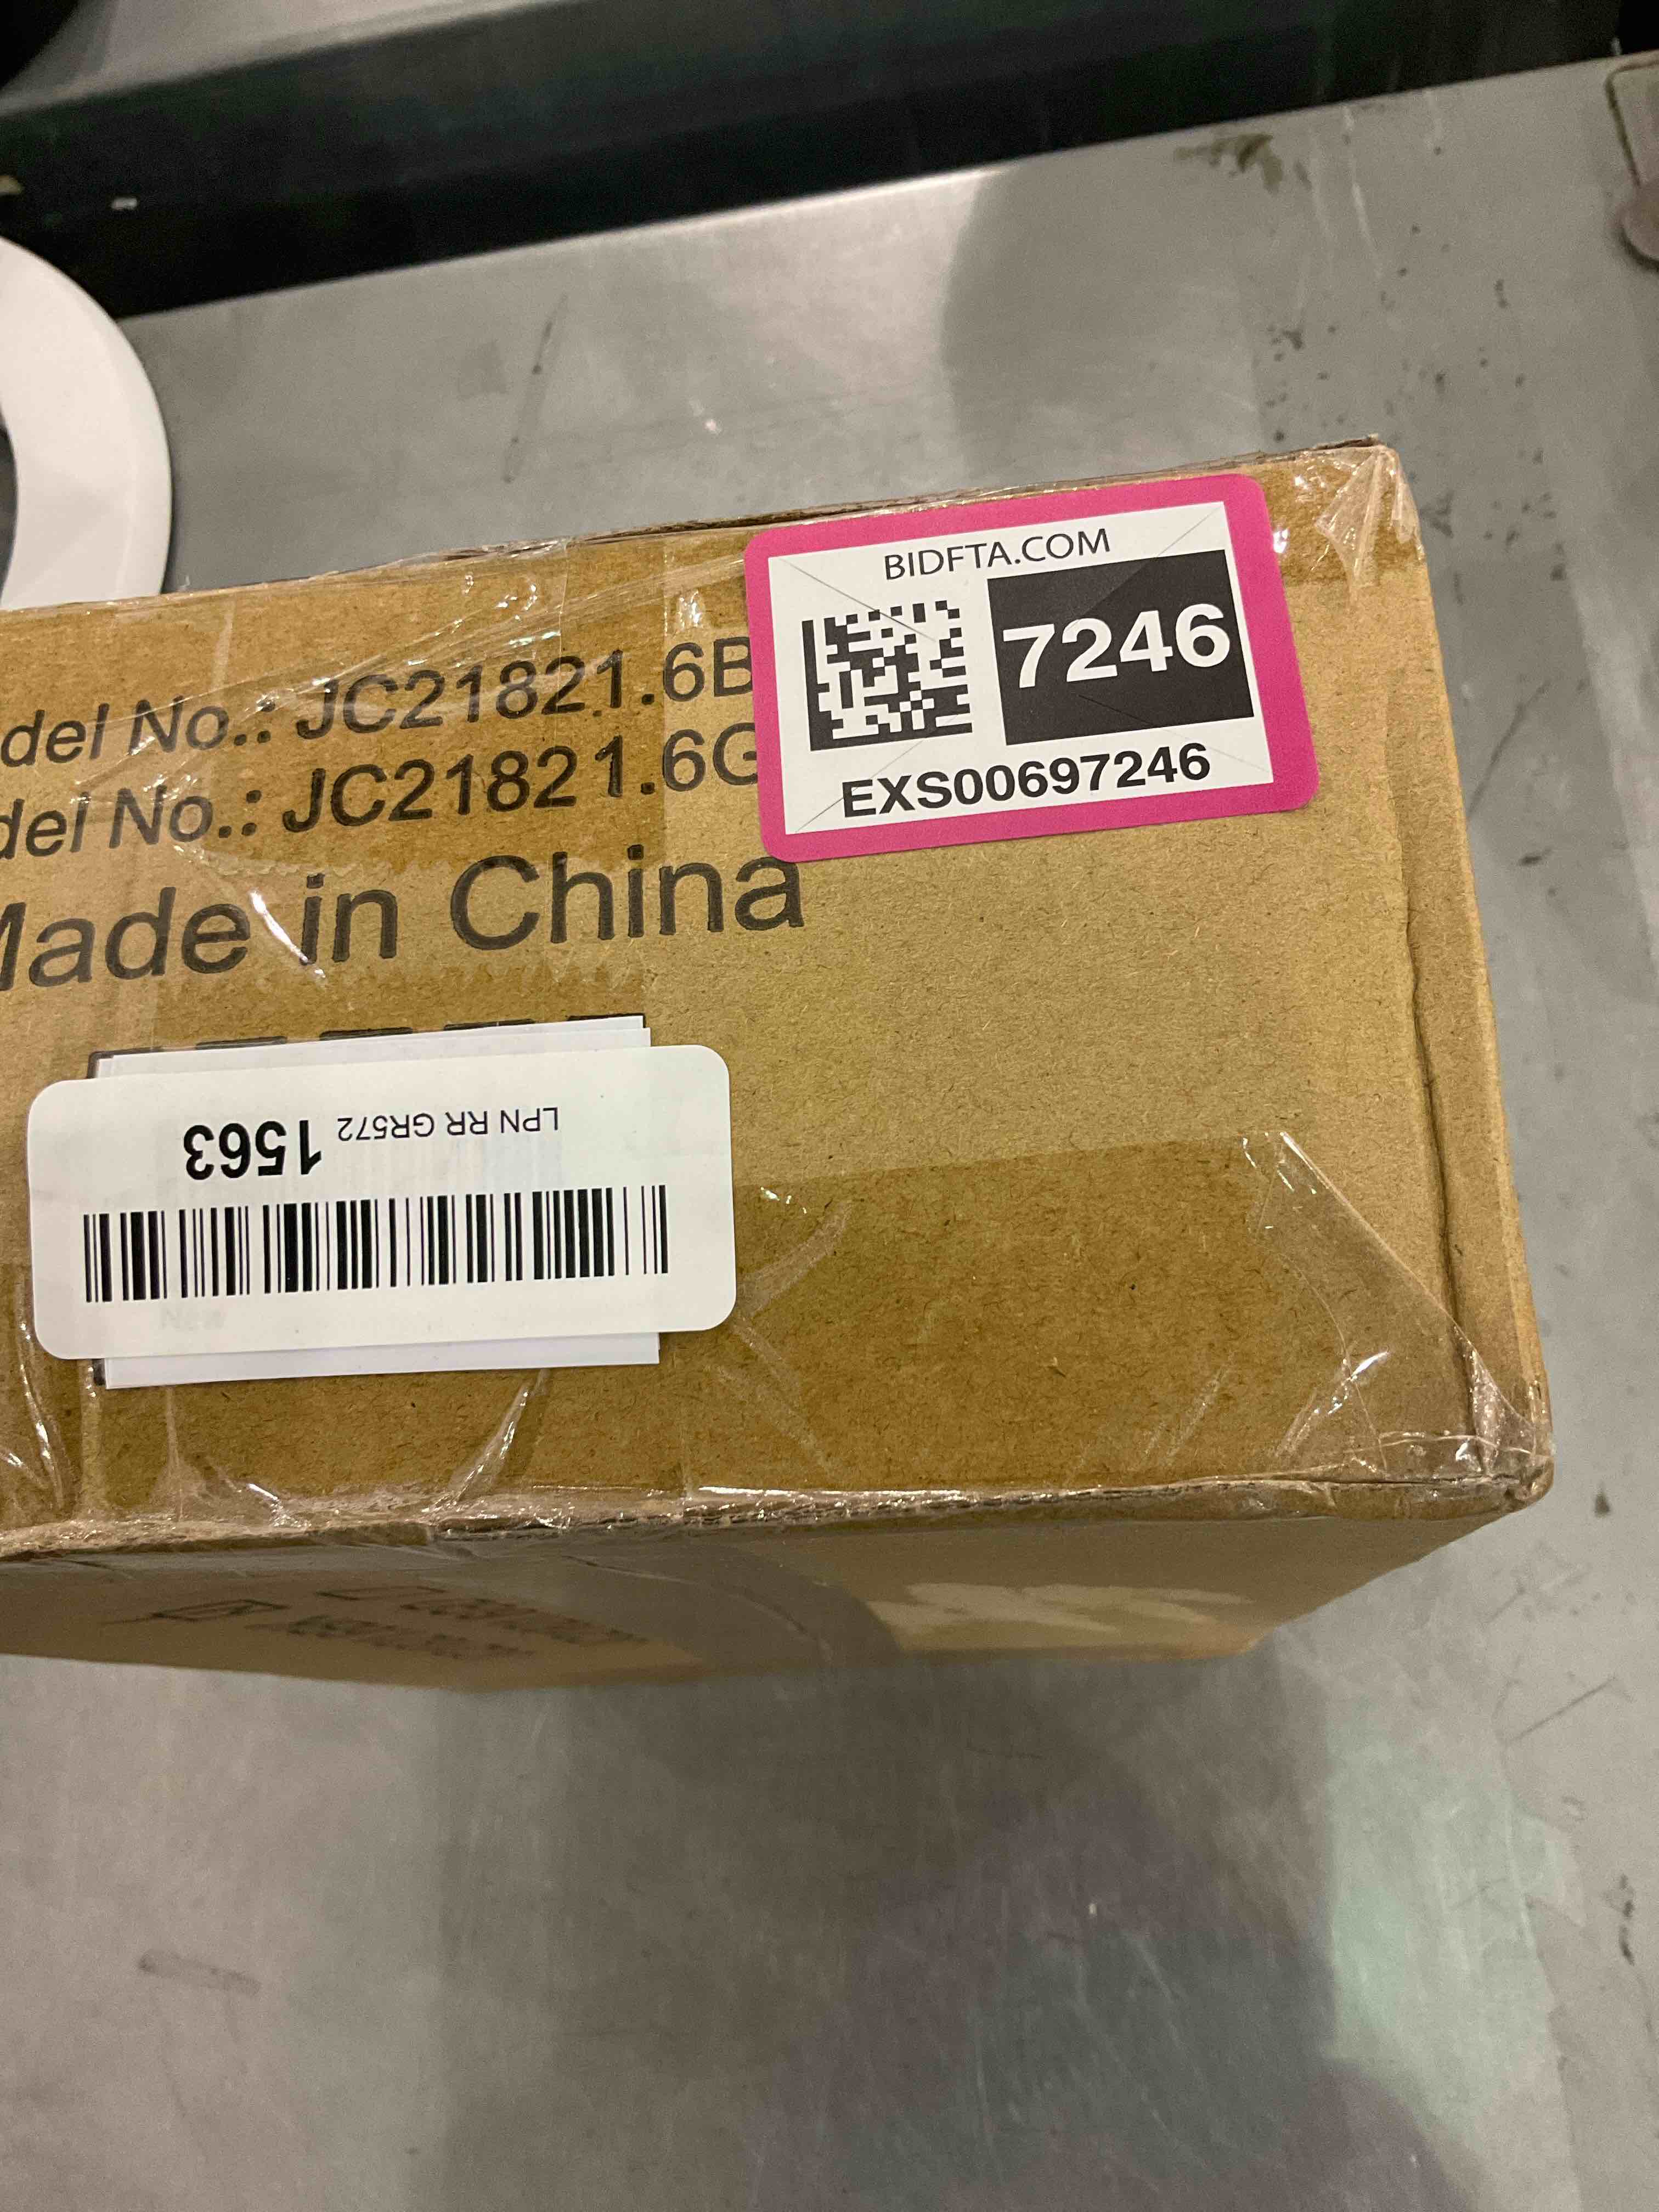 BIDFTA.COM
7246
EXS00697246
del No.: JC21821.6B
del No.: JC21821.6G
Made in China
LPN RR GR572 1563